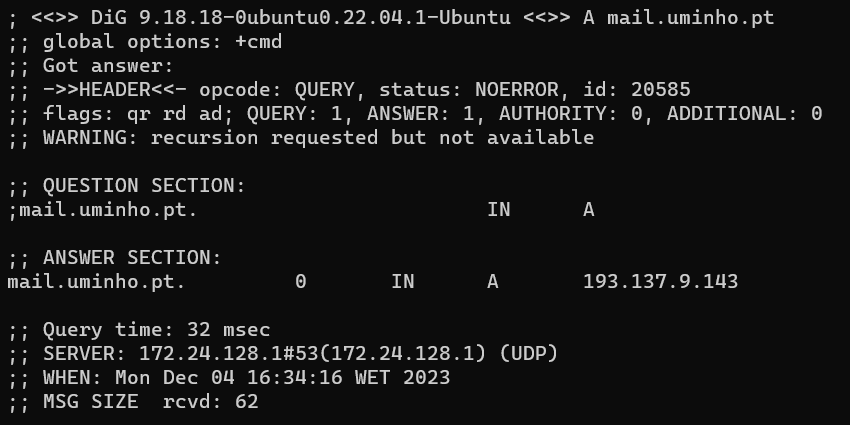 ; <<>> DiG 9.18.18-0ubuntu0.22.04.1-Ubuntu <<>> A mail.uminho.pt
;; global options: +cmd
;; Got answer:
;; ->>HEADER<<- opcode: QUERY, status: NOERROR, id: 20585
;; flags: qr rd ad; QUERY: 1, ANSWER: 1, AUTHORITY: 0, ADDITIONAL: 0
;; WARNING: recursion requested but not available

;; QUESTION SECTION:
;mail.uminho.pt.                        IN      A

;; ANSWER SECTION:
mail.uminho.pt.         0       IN      A       193.137.9.143

;; Query time: 32 msec
;; SERVER: 172.24.128.1#53(172.24.128.1) (UDP)
;; WHEN: Mon Dec 04 16:34:16 WET 2023
;; MSG SIZE  rcvd: 62